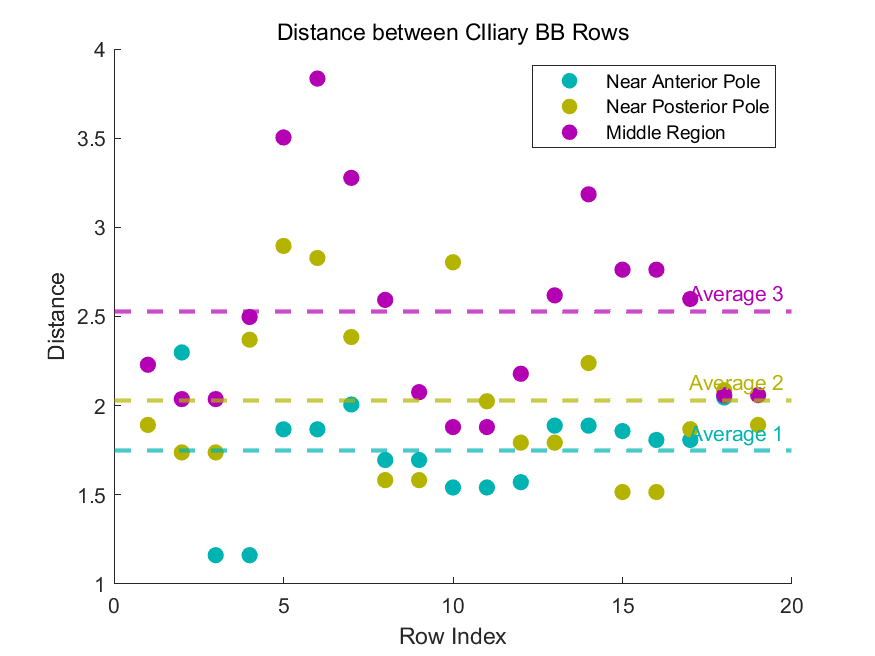 Distance between CIliary BB Rows
4
3.5
3
2.5
2
1.5
1
Distance
Near Anterior Pole
Near Posterior Pole
Middle Region
Average 3
Average 2
Average 1
0
5
10
15
20
Row Index